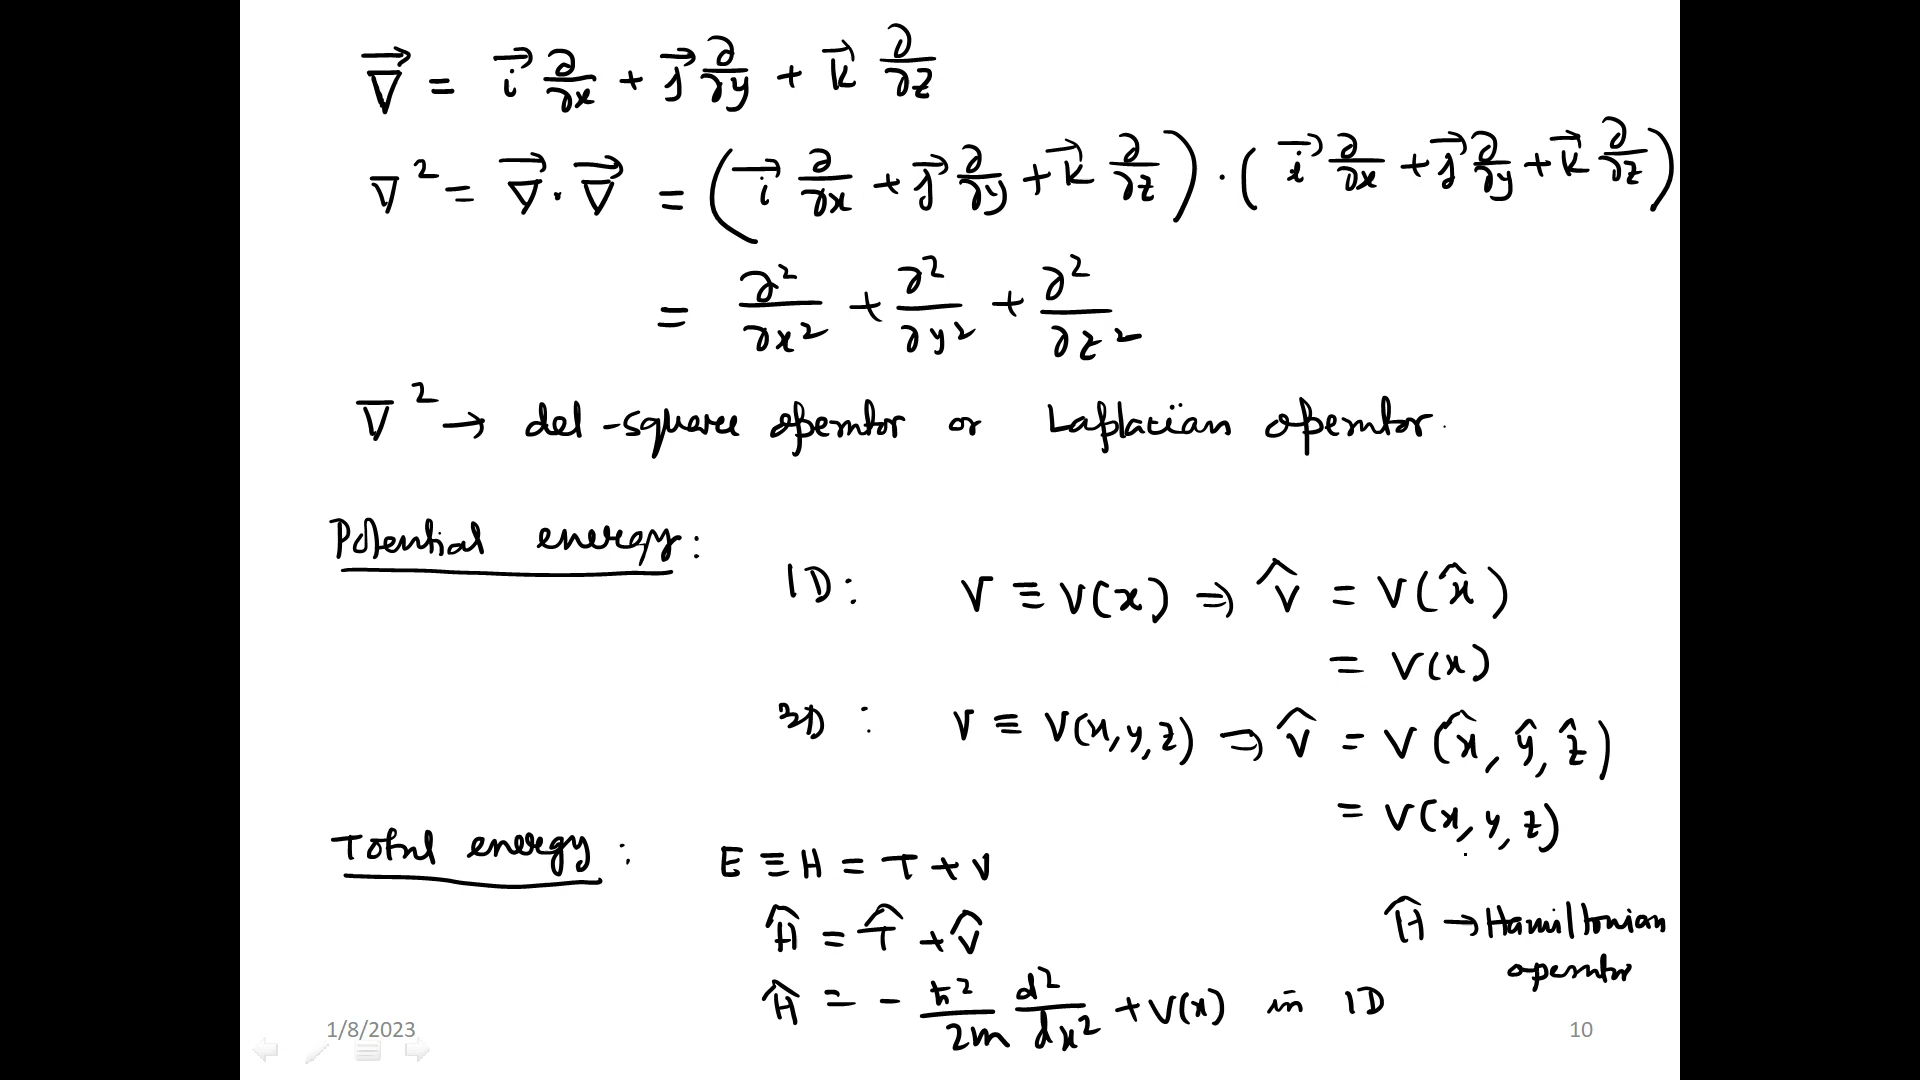 ∇⃗ = i⃗ ∂/∂x + j⃗ ∂/∂y + k⃗ ∂/∂z
∇² = ∇⃗ · ∇⃗ = (i⃗ ∂/∂x + j⃗ ∂/∂y + k⃗ ∂/∂z) · (i⃗ ∂/∂x + j⃗ ∂/∂y + k⃗ ∂/∂z)
= ∂²/∂x² + ∂²/∂y² + ∂²/∂z²
∇² → del-square operator or Laplacian operator.
Potential energy:
1D: V ≡ V(x) ⇒ V̂ = V(x̂)
= V(x)
3D: V ≡ V(x, y, z) ⇒ V̂ = V(x̂, ŷ, ẑ)
= V(x, y, z)
Total energy: E ≡ H = T + V
Ĥ = T̂ + V̂
Ĥ → Hamiltonian
operator
Ĥ = - ħ²/2m d²/dx² + V(x) in 1D
1/8/2023
10